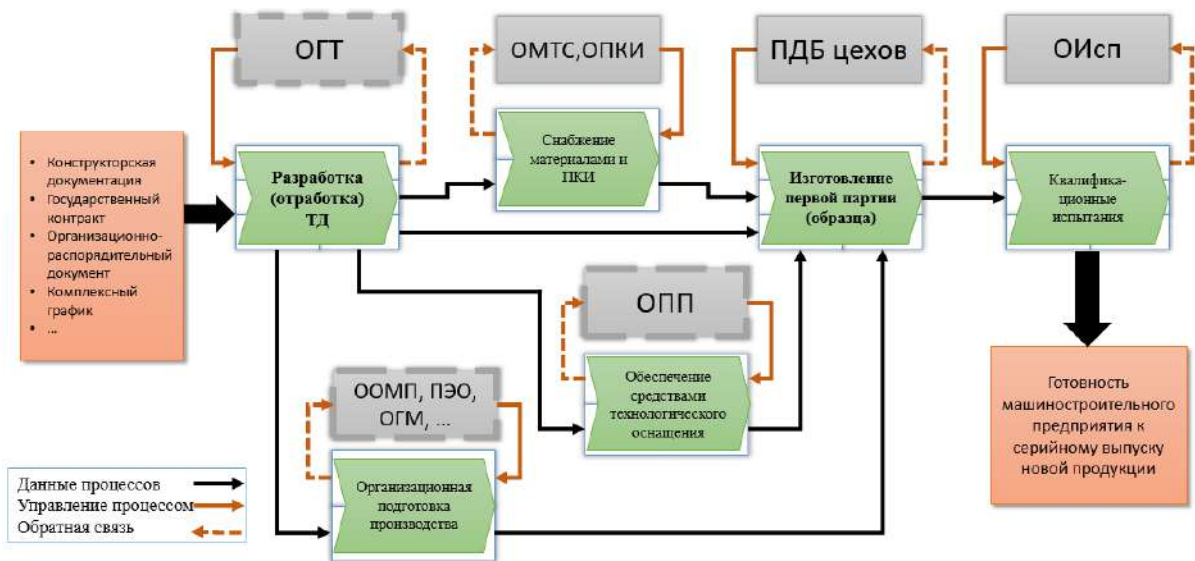 ОГТ
ОМТС,ОПКИ
ПДБ цехов
ОИсп
• Конструкторская
документация
• Государственный
контракт
• Организационно-
распорядительный
документ
• Комплексный
график
• ...
Разработка
(отработка)
ТД
Снабжение
материалами и
ПКИ
Изготовление
первой партии
(образца)
Квалифика-
ционные
испытания
ОПП
Обеспечение
средствами
технологического
оснащения
ООМП, ПЭО,
ОГМ, ...
Организационная
подготовка
производства
Готовность
машиностроительного
предприятия к
серийному выпуску
новой продукции
Данные процессов
Управление процессом
Обратная связь